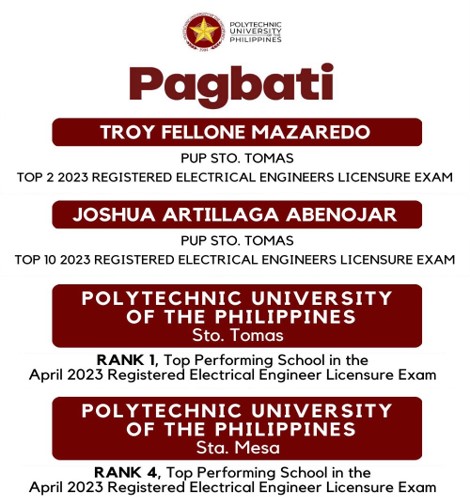 POLYTECHNIC
UNIVERSITY
OF THE
PHILIPPINES
Pagbati
TROY FELLONE MAZAREDO
PUP STO. TOMAS
TOP 2 2023 REGISTERED ELECTRICAL ENGINEERS LICENSURE EXAM
JOSHUA ARTILLAGA ABENOJAR
PUP STO. TOMAS
TOP 10 2023 REGISTERED ELECTRICAL ENGINEERS LICENSURE EXAM
POLYTECHNIC UNIVERSITY
OF THE PHILIPPINES
Sto. Tomas
RANK 1, Top Performing School in the
April 2023 Registered Electrical Engineer Licensure Exam
POLYTECHNIC UNIVERSITY
OF THE PHILIPPINES
Sta. Mesa
RANK 4, Top Performing School in the
April 2023 Registered Electrical Engineer Licensure Exam